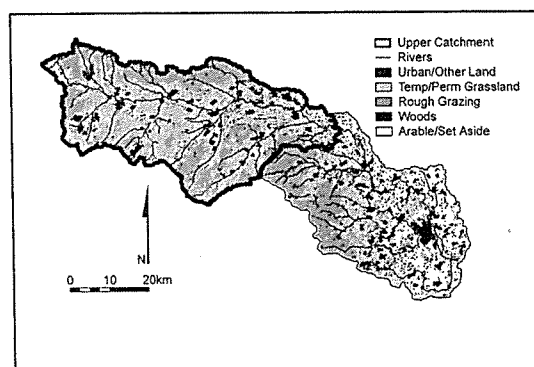 Upper Catchment
Rivers
Urban/Other Land
Temp/Perm Grassland
Rough Grazing
Woods
Arable/Set Aside
N
0 10 20km